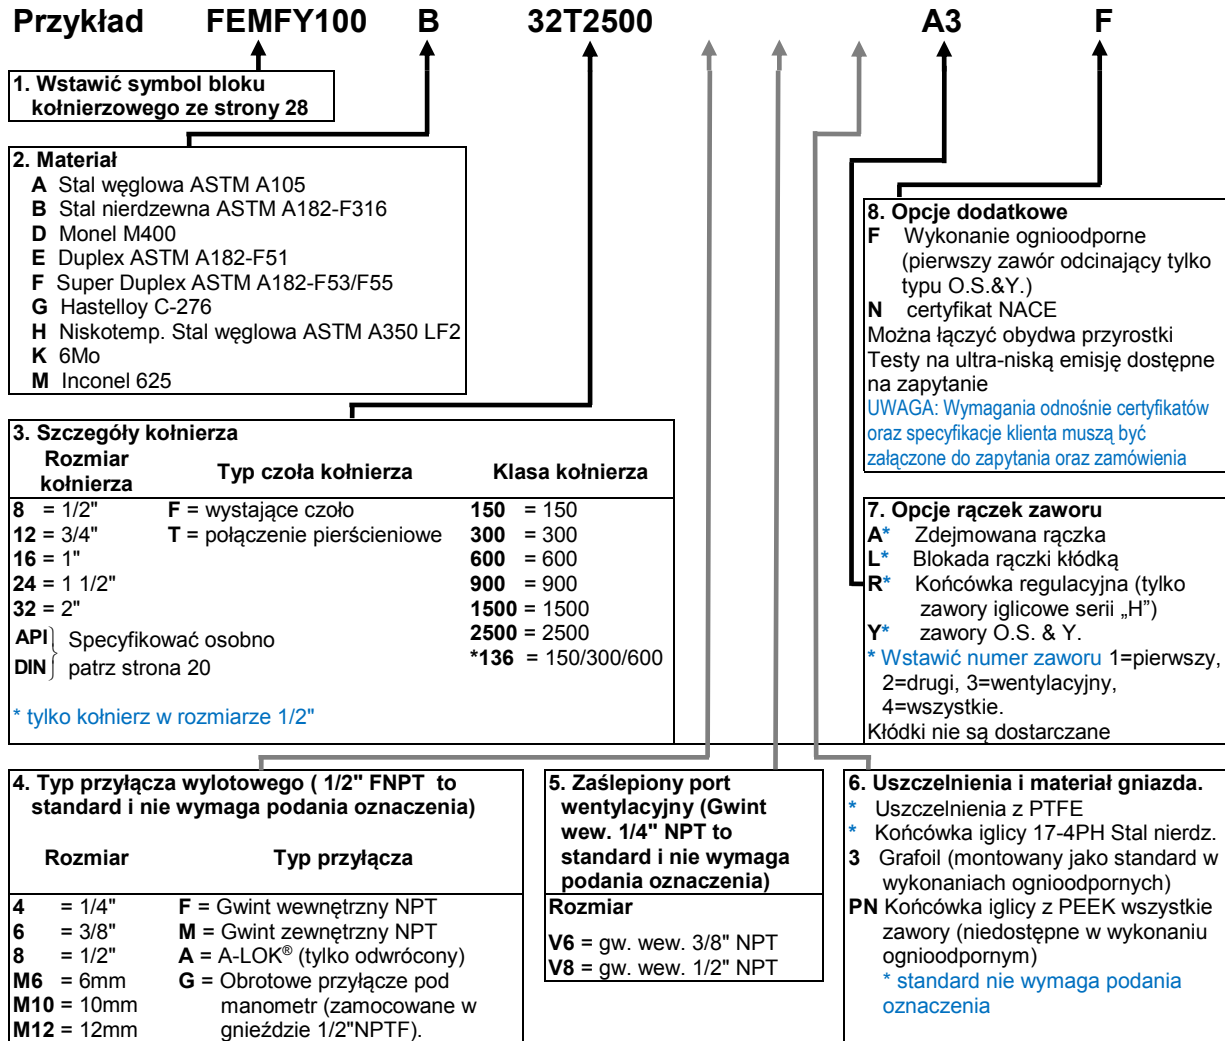 Przykład FEMFY100 B 32T2500 A3 F
1. Wstawić symbol bloku
kołnierzowego ze strony 28
2. Materiał
A Stal węglowa ASTM A105
B Stal nierdzewna ASTM A182-F316
D Monel M400
E Duplex ASTM A182-F51
F Super Duplex ASTM A182-F53/F55
G Hastelloy C-276
H Niskotemp. Stal węglowa ASTM A350 LF2
K 6Mo
M Inconel 625
8. Opcje dodatkowe
F Wykonanie ognioodporne
(pierwszy zawór odcinający tylko
typu O.S.&Y.)
N certyfikat NACE
Można łączyć obydwa przyrostki
Testy na ultra-niską emisję dostępne
na zapytanie
UWAGA: Wymagania odnośnie certyfikatów
oraz specyfikacje klienta muszą być
załączone do zapytania oraz zamówienia
3. Szczegóły kołnierza
Rozmiar
kołnierza
Typ czoła kołnierza
Klasa kołnierza
8 = 1/2" F = wystające czoło 150 = 150
12 = 3/4" T = połączenie pierścieniowe 300 = 300
16 = 1" 600 = 600
24 = 1 1/2" 900 = 900
32 = 2" 1500 = 1500
API Specyfikować osobno 2500 = 2500
DIN patrz strona 20 *136 = 150/300/600
* tylko kołnierz w rozmiarze 1/2"
7. Opcje rączek zaworu
A* Zdejmowana rączka
L* Blokada rączki kłódką
R* Końcówka regulacyjna (tylko
zawory iglicowe serii „H”)
Y* zawory O.S. & Y.
* Wstawić numer zaworu 1=pierwszy,
2=drugi, 3=wentylacyjny,
4=wszystkie.
Kłódki nie są dostarczane
4. Typ przyłącza wylotowego ( 1/2" FNPT to
standard i nie wymaga podania oznaczenia)
Rozmiar Typ przyłącza
4 = 1/4" F = Gwint wewnętrzny NPT
6 = 3/8" M = Gwint zewnętrzny NPT
8 = 1/2" A = A-LOK® (tylko odwrócony)
M6 = 6mm G = Obrotowe przyłącze pod
M10 = 10mm manometr (zamocowane w
M12 = 12mm gnieździe 1/2"NPTF).
5. Zaślepiony port
wentylacyjny (Gwint
wew. 1/4" NPT to
standard i nie wymaga
podania oznaczenia)
Rozmiar
V6 = gw. wew. 3/8" NPT
V8 = gw. wew. 1/2" NPT
6. Uszczelnienia i materiał gniazda.
* Uszczelnienia z PTFE
* Końcówka iglicy 17-4PH Stal nierdz.
3 Grafoil (montowany jako standard w
wykonaniach ognioodpornych)
PN Końcówka iglicy z PEEK wszystkie
zawory (niedostępne w wykonaniu
ognioodpornym)
* standard nie wymaga podania
oznaczenia